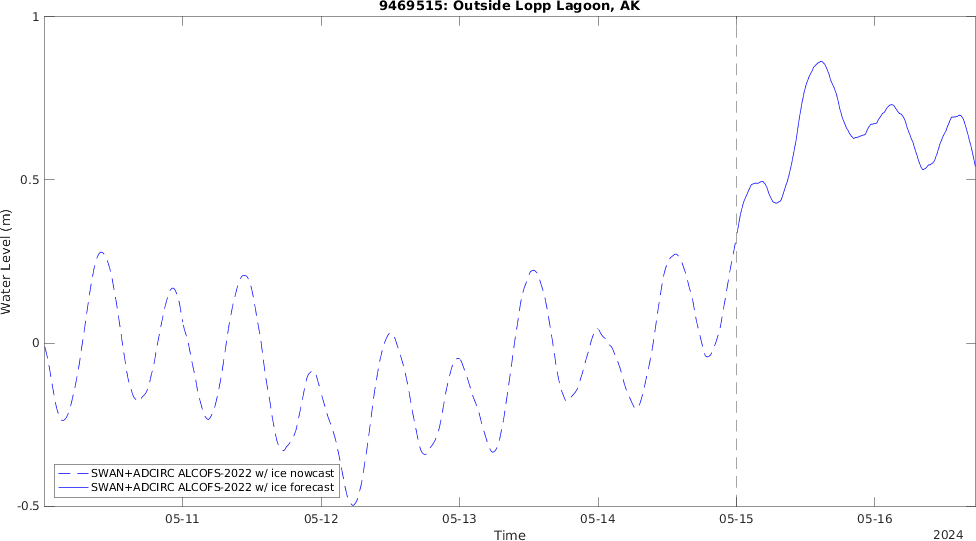 9469515: Outside Lopp Lagoon, AK
1
0.5
0
-0.5
Water Level (m)
SWAN+ADCIRC ALCOFS-2022 w/ ice nowcast
SWAN+ADCIRC ALCOFS-2022 w/ ice forecast
05-11 05-12 05-13 05-14 05-15 05-16
Time
2024